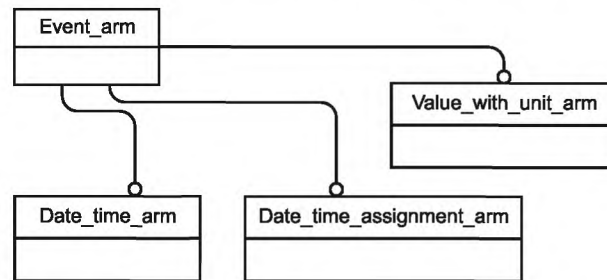 Event_arm
Value_with_unit_arm
Date_time_arm
Date_time_assignment_arm